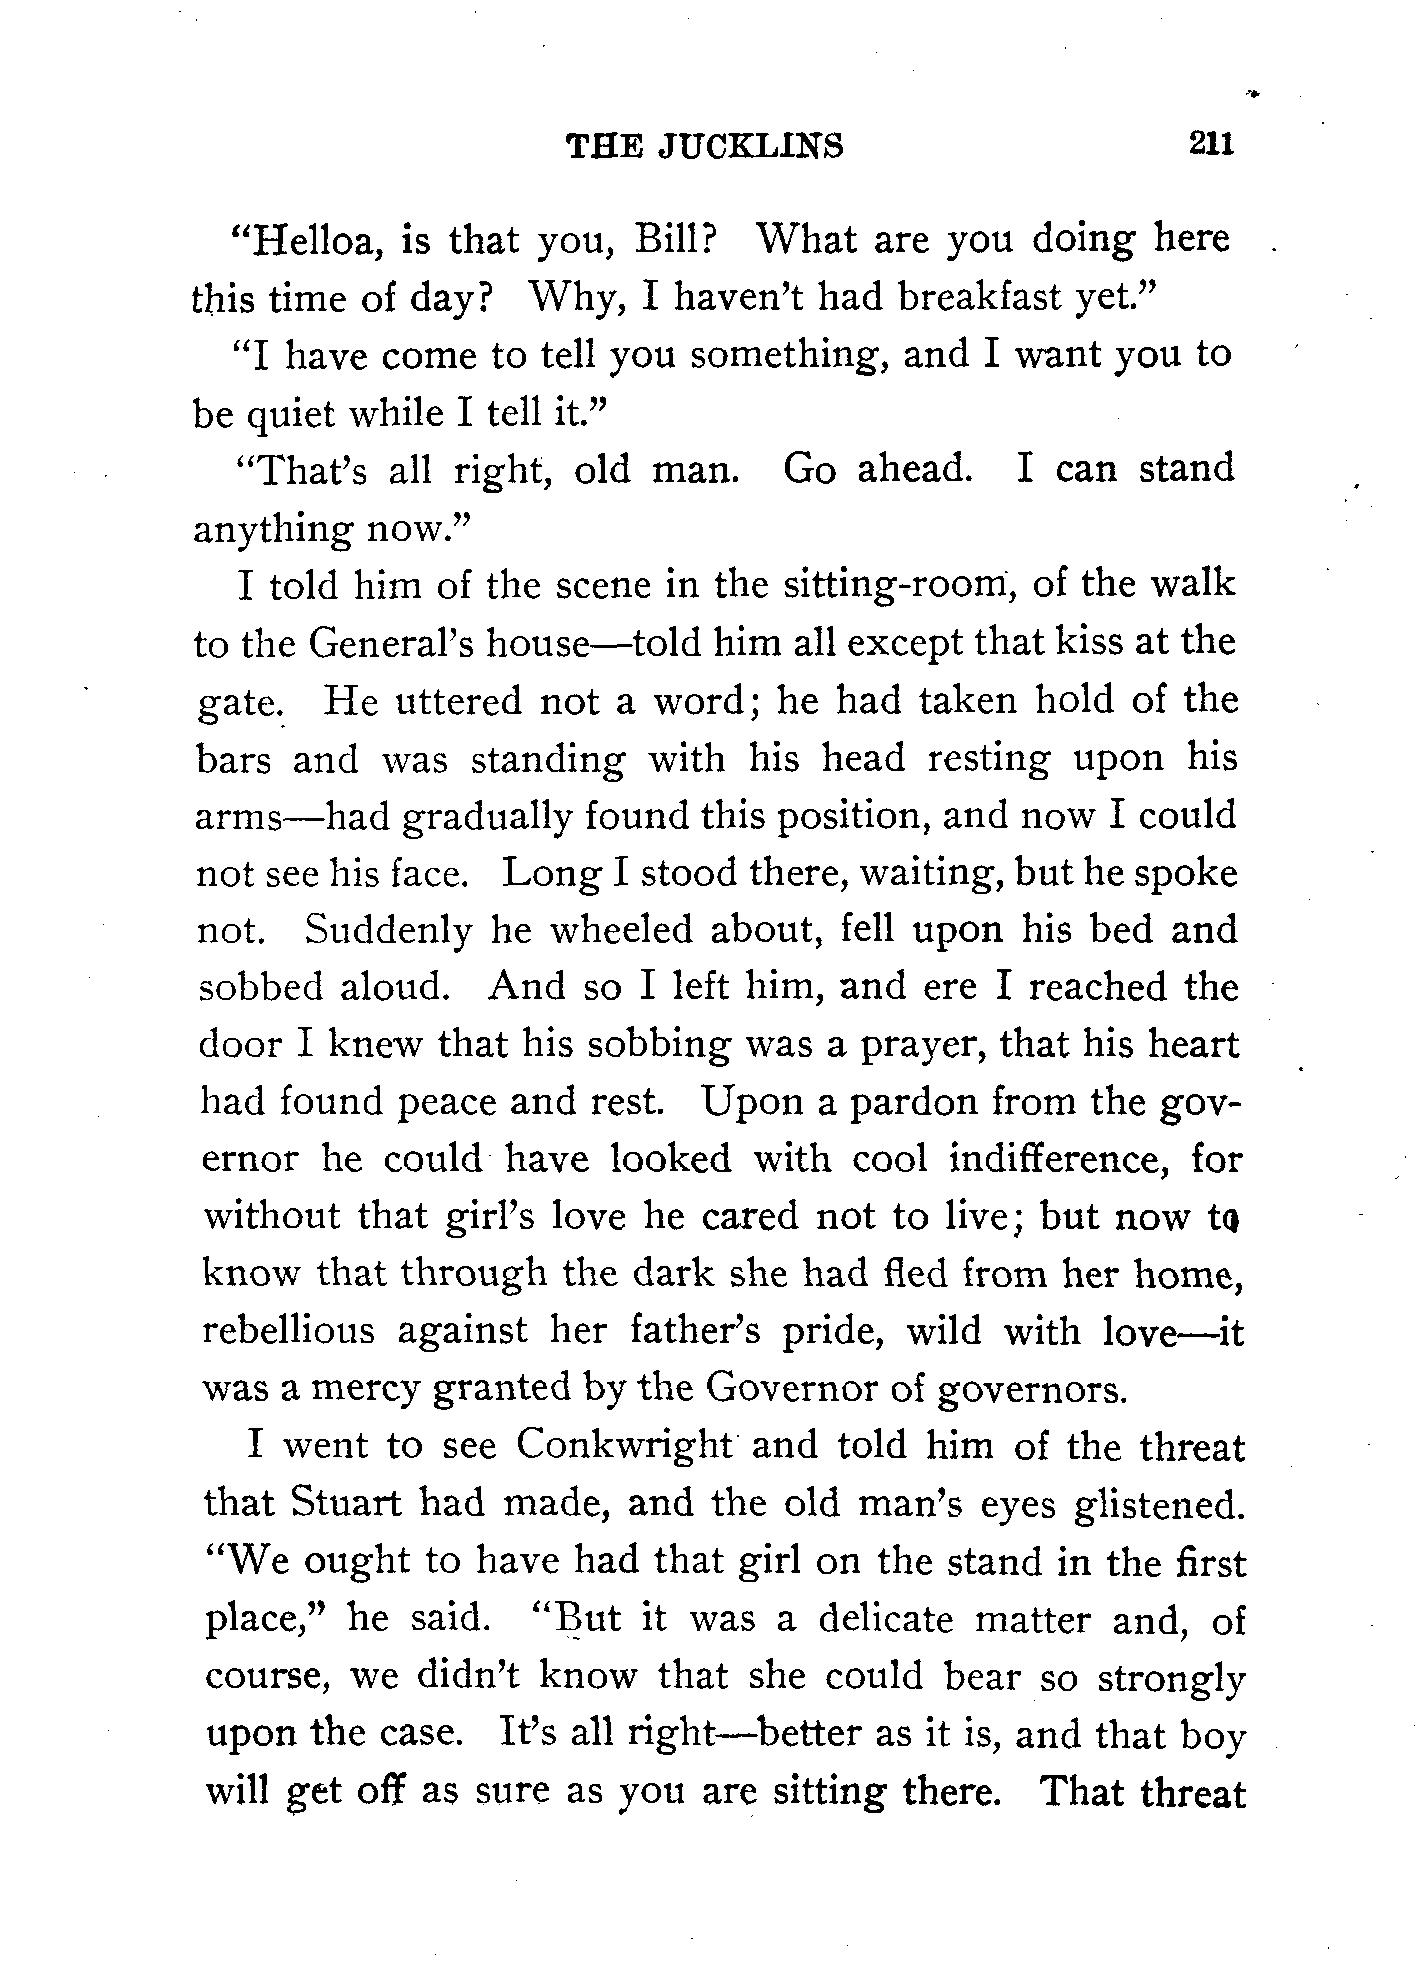 THE JUCKLINS 211
“Helloa, is that you, Bill? What are you doing here
this time of day? Why, I haven’t had breakfast yet.”
“I have come to tell you something, and I want you to
be quiet while I tell it.”
“That’s all right, old man. Go ahead. I can stand
anything now.”
I told him of the scene in the sitting-room, of the walk
to the General’s house—told him all except that kiss at the
gate. He uttered not a word; he had taken hold of the
bars and was standing with his head resting upon his
arms—had gradually found this position, and now I could
not see his face. Long I stood there, waiting, but he spoke
not. Suddenly he wheeled about, fell upon his bed and
sobbed aloud. And so I left him, and ere I reached the
door I knew that his sobbing was a prayer, that his heart
had found peace and rest. Upon a pardon from the gov-
ernor he could have looked with cool indifference, for
without that girl’s love he cared not to live; but now to
know that through the dark she had fled from her home,
rebellious against her father’s pride, wild with love—it
was a mercy granted by the Governor of governors.
I went to see Conkwright and told him of the threat
that Stuart had made, and the old man’s eyes glistened.
“We ought to have had that girl on the stand in the first
place,” he said. “But it was a delicate matter and, of
course, we didn’t know that she could bear so strongly
upon the case. It’s all right—better as it is, and that boy
will get off as sure as you are sitting there. That threat